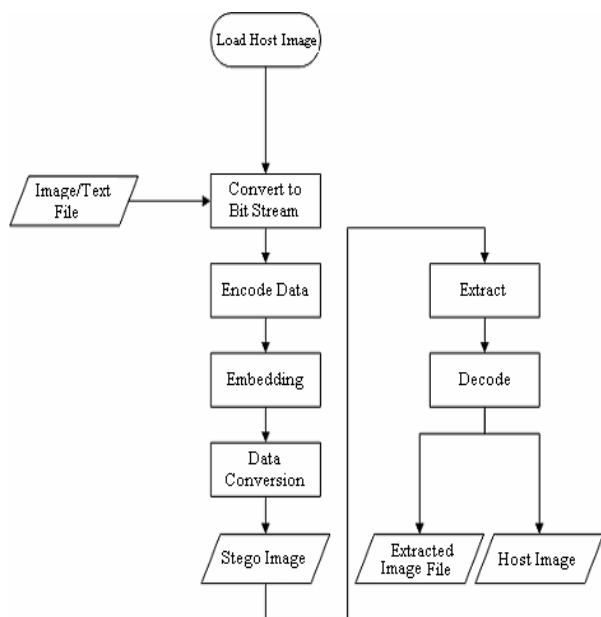 Load Host Image
Image/Text
File
Convert to
Bit Stream
Encode Data
Embedding
Data
Conversion
Stego Image
Extract
Decode
Extracted
Image File
Host Image